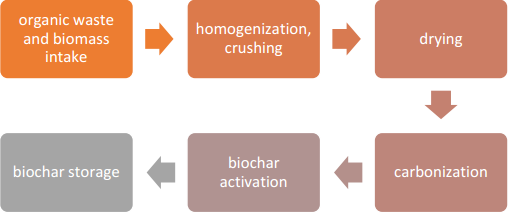 organic waste
and biomass
intake
homogenization,
crushing
drying
carbonization
biochar
activation
biochar storage